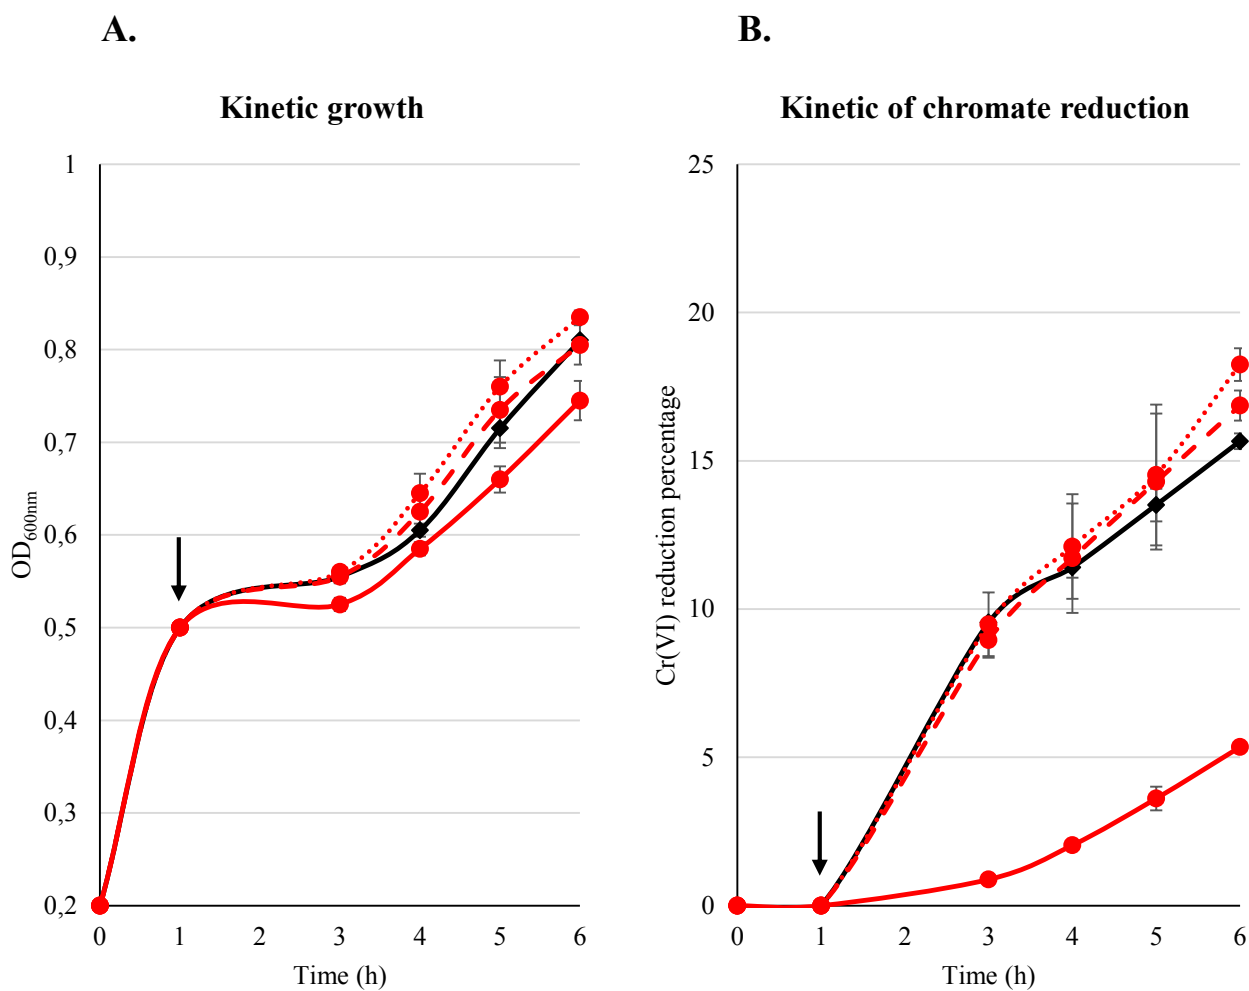 A.
Kinetic growth
1
0,9
0,8
0,7
0,6
0,5
0,4
0,3
0,2
OD600nm
0 1 2 3 4 5 6
Time (h)
B.
Kinetic of chromate reduction
25
20
15
10
5
0
Cr(VI) reduction percentage
0 1 2 3 4 5 6
Time (h)